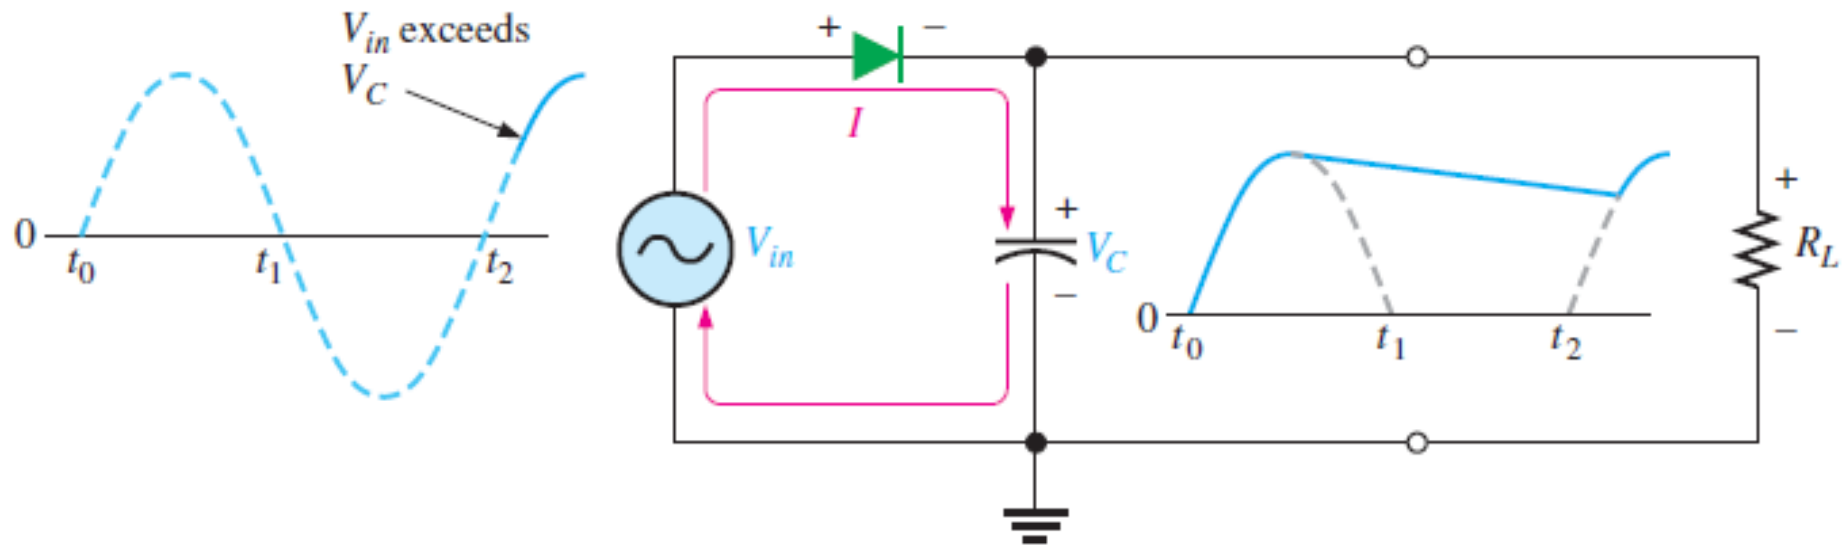 V_in exceeds
V_C
0
t_0
t_1
t_2
+
−
I
V_in
+
V_C
−
0
t_0
t_1
t_2
+
R_L
−